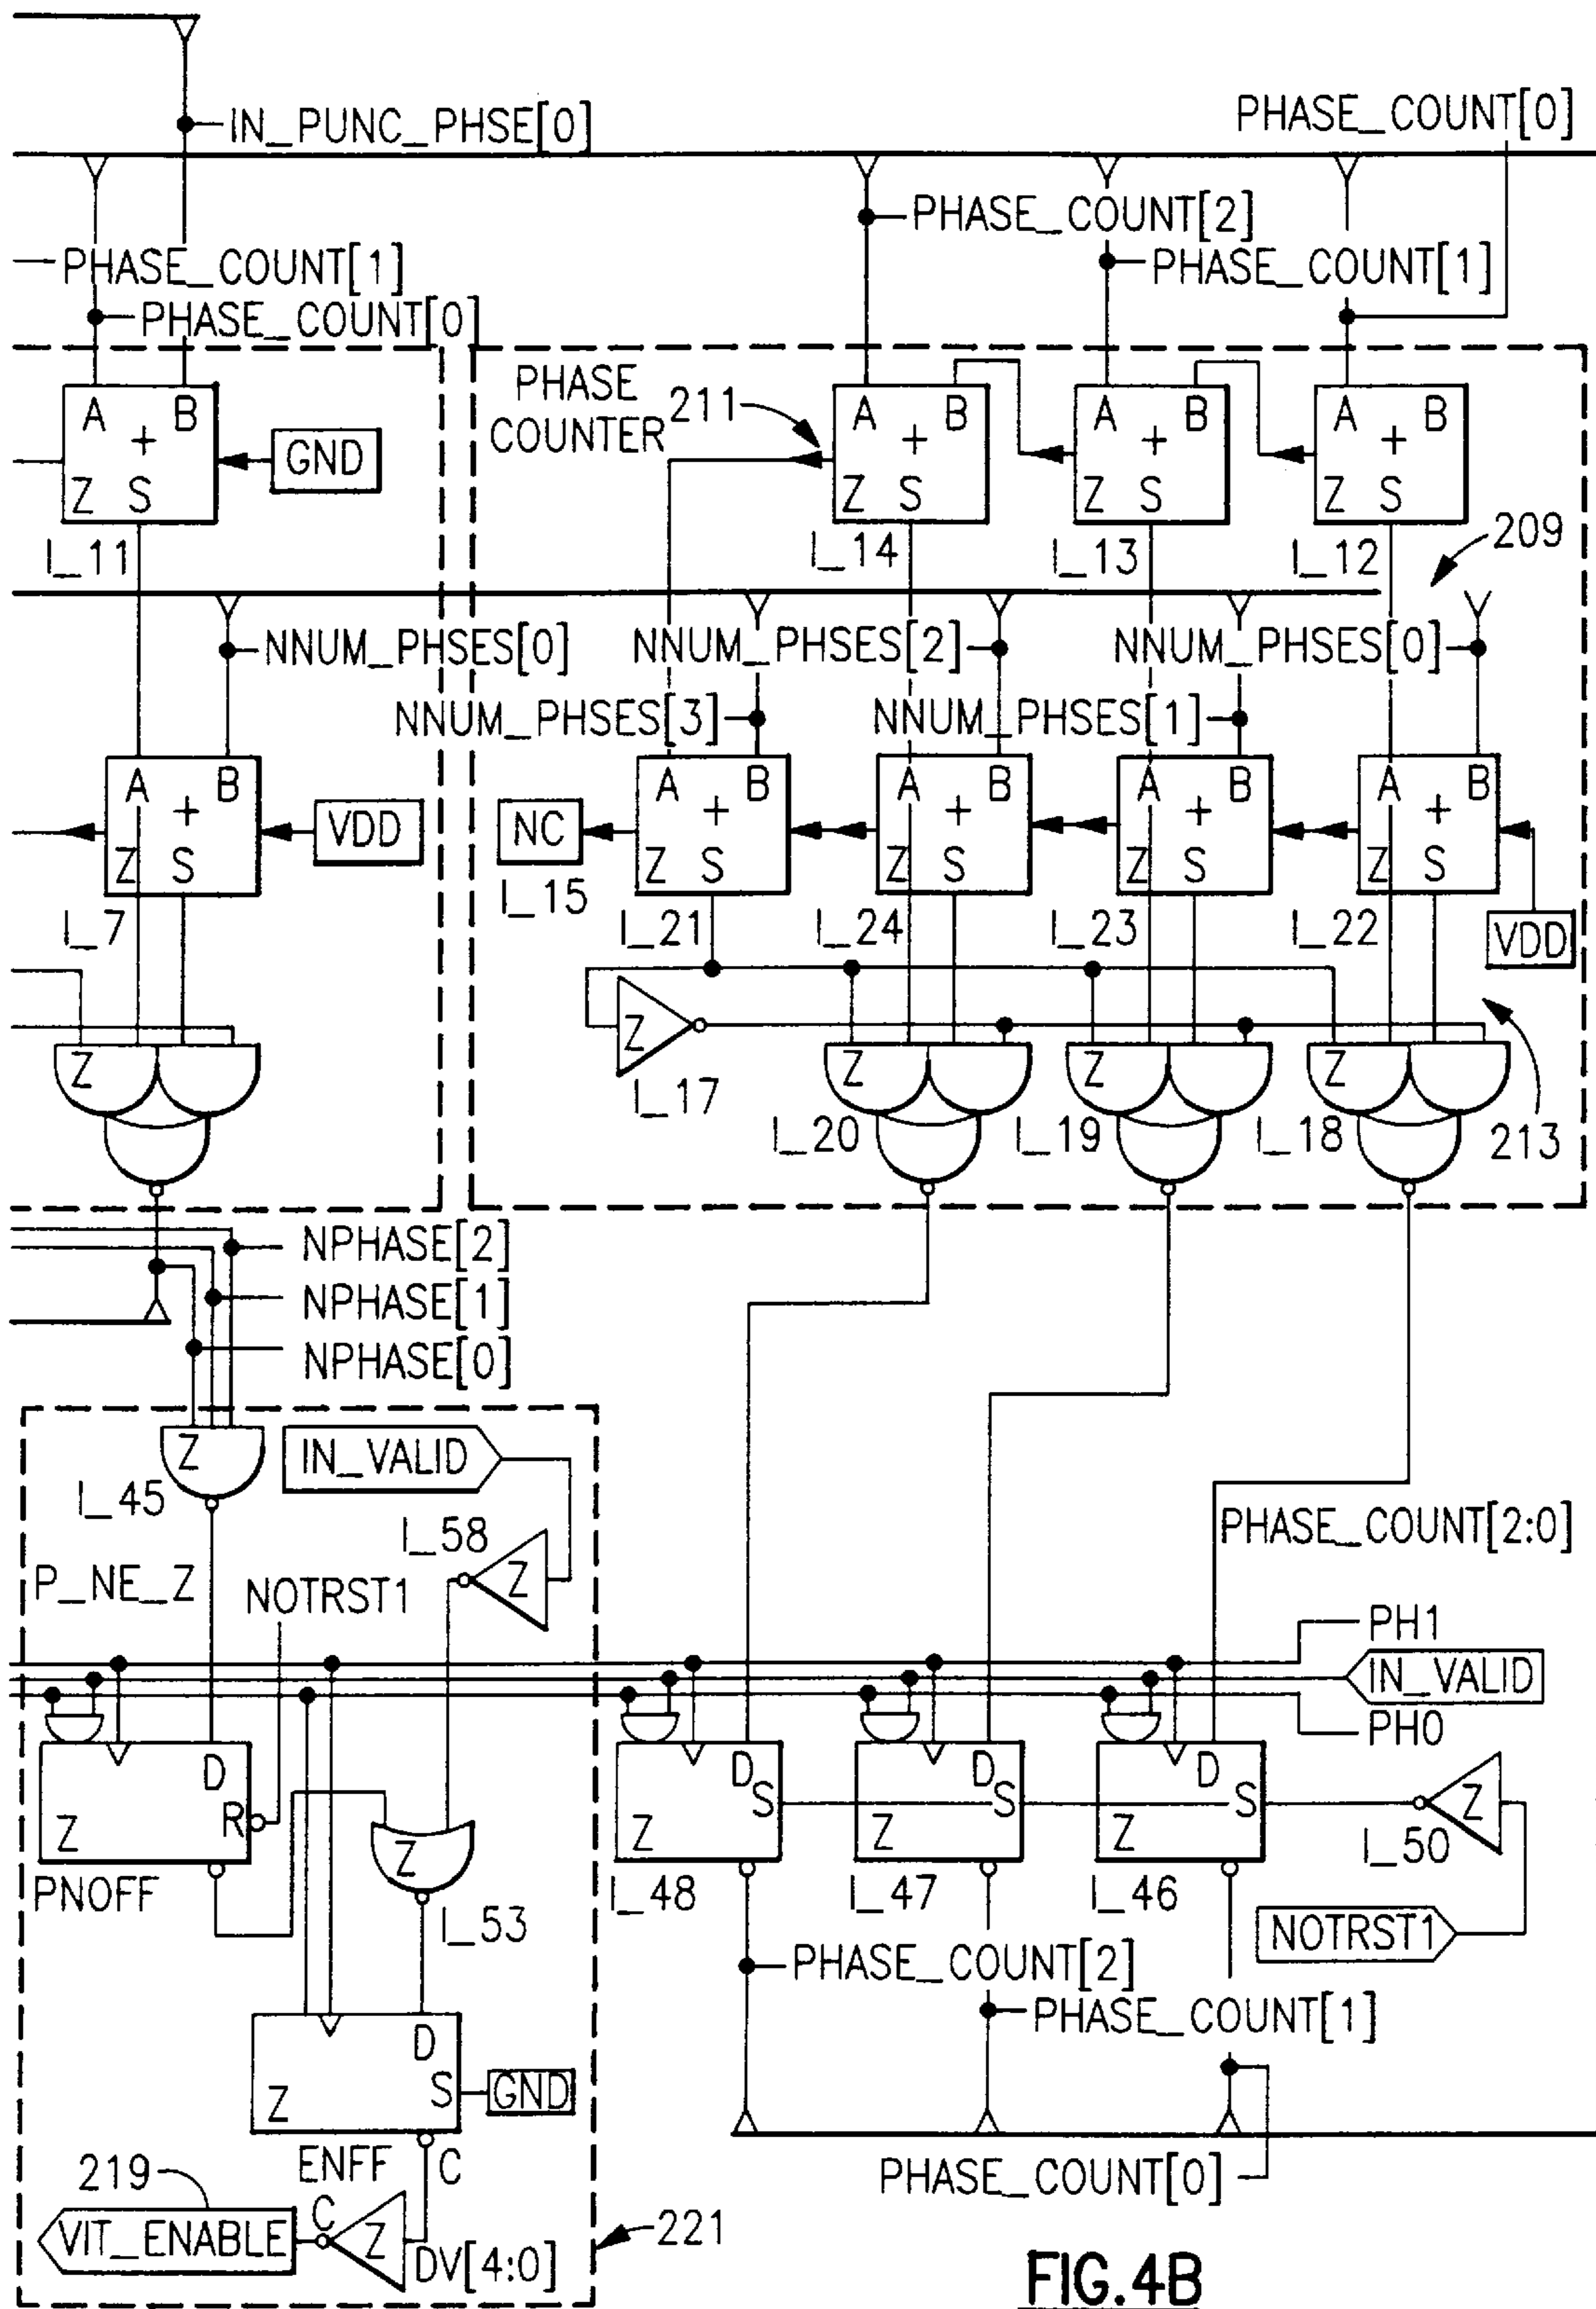 IN_PUNC_PHSE[0]
PHASE_COUNT[0]
PHASE_COUNT[2]
PHASE_COUNT[1]
PHASE_COUNT[1]
PHASE_COUNT[0]
PHASE
COUNTER
211
A B
+
Z S
GND
A B
+
Z S
A B
+
Z S
A B
+
Z S
I_11
I_14
I_13
I_12
209
NNUM_PHSES[0]
NNUM_PHSES[2]
NNUM_PHSES[0]
NNUM_PHSES[3]
NNUM_PHSES[1]
A B
+
Z S
VDD
NC
A B
+
Z S
A B
+
Z S
A B
+
Z S
A B
+
Z S
I_7
I_15
I_21
I_24
I_23
I_22
VDD
Z
Z
Z
Z
Z
I_17
I_20
I_19
I_18
213
NPHASE[2]
NPHASE[1]
NPHASE[0]
Z
IN_VALID
I_45
I_58
Z
PHASE_COUNT[2:0]
P_NE_Z
NOTRST1
PH1
IN_VALID
PH0
D
R
Z
PNOFF
Z
I_53
D
S
Z
I_48
D
S
Z
I_47
D
S
Z
I_46
Z
I_50
NOTRST1
PHASE_COUNT[2]
PHASE_COUNT[1]
D
S
Z
GND
ENFF
C
PHASE_COUNT[0]
219
C
VIT_ENABLE
Z
DV[4:0]
221
FIG.4B